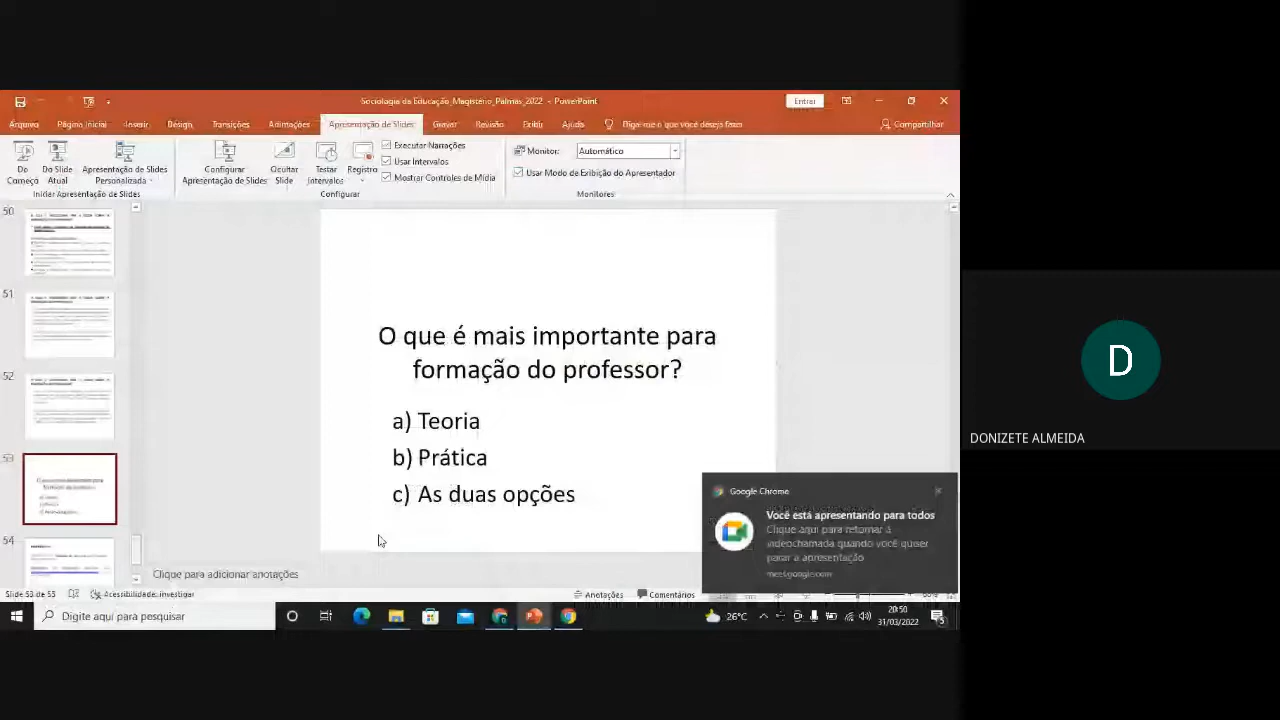 Sociologia da Educação_Magistério_Palmas_2022 - PowerPoint
Entrar
Arquivo Página Inicial Inserir Design Transições Animações Apresentação de Slides Gravar Revisão Exibir Ajuda Diga-me o que você deseja fazer Compartilhar
Do Começo
Do Slide Atual
Apresentação de Slides Personalizada
Iniciar Apresentação de Slides
Configurar Apresentação de Slides
Ocultar Slide
Testar Intervalos
Registro
Executar Narrações
Usar Intervalos
Mostrar Controles de Mídia
Configurar
Monitor: Automático
Usar Modo de Exibição do Apresentador
Monitores
50
51
52
53
54
O que é mais importante para
formação do professor?
a) Teoria
b) Prática
c) As duas opções
Google Chrome
Você está apresentando para todos
Clique aqui para retornar à
videochamada quando você quiser
parar a apresentação
meet.google.com
D
DONIZETE ALMEIDA
Clique para adicionar anotações
Slide 53 de 53 Acessibilidade: investigar
Anotações Comentários
Digite aqui para pesquisar
26°C
20:50
31/03/2022